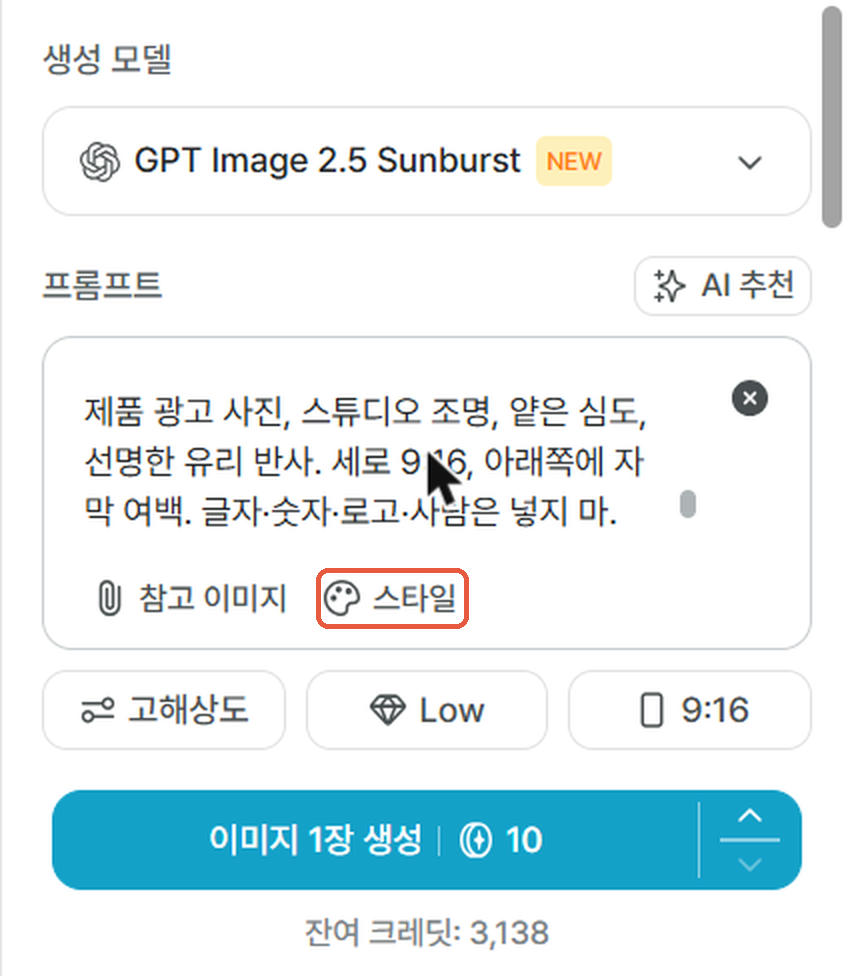 생성 모델
GPT Image 2.5 Sunburst NEW
프롬프트
AI 추천
제품 광고 사진, 스튜디오 조명, 얕은 심도,
선명한 유리 반사. 세로 9:16, 아래쪽에 자
막 여백. 글자·숫자·로고·사람은 넣지 마.
참고 이미지
스타일
고해상도
Low
9:16
이미지 1장 생성 | 10
잔여 크레딧: 3,138